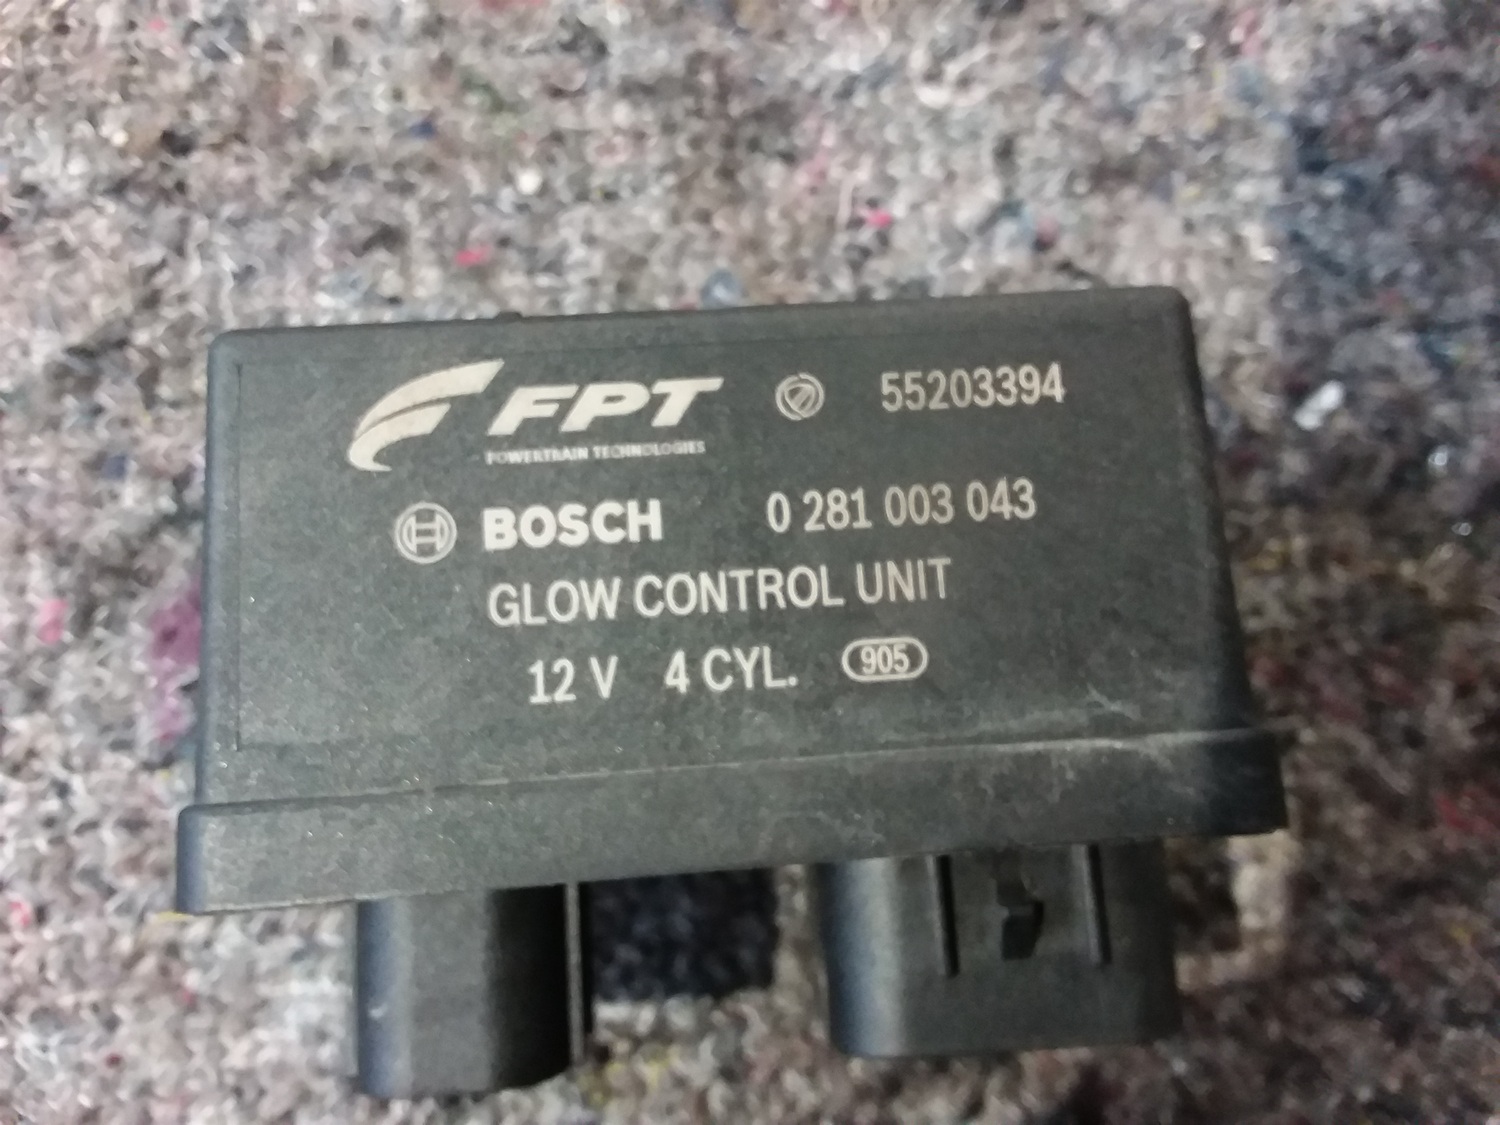 FPT 55203394
POWERTRAIN TECHNOLOGIES
BOSCH 0 281 003 043
GLOW CONTROL UNIT
12 V 4 CYL. 905